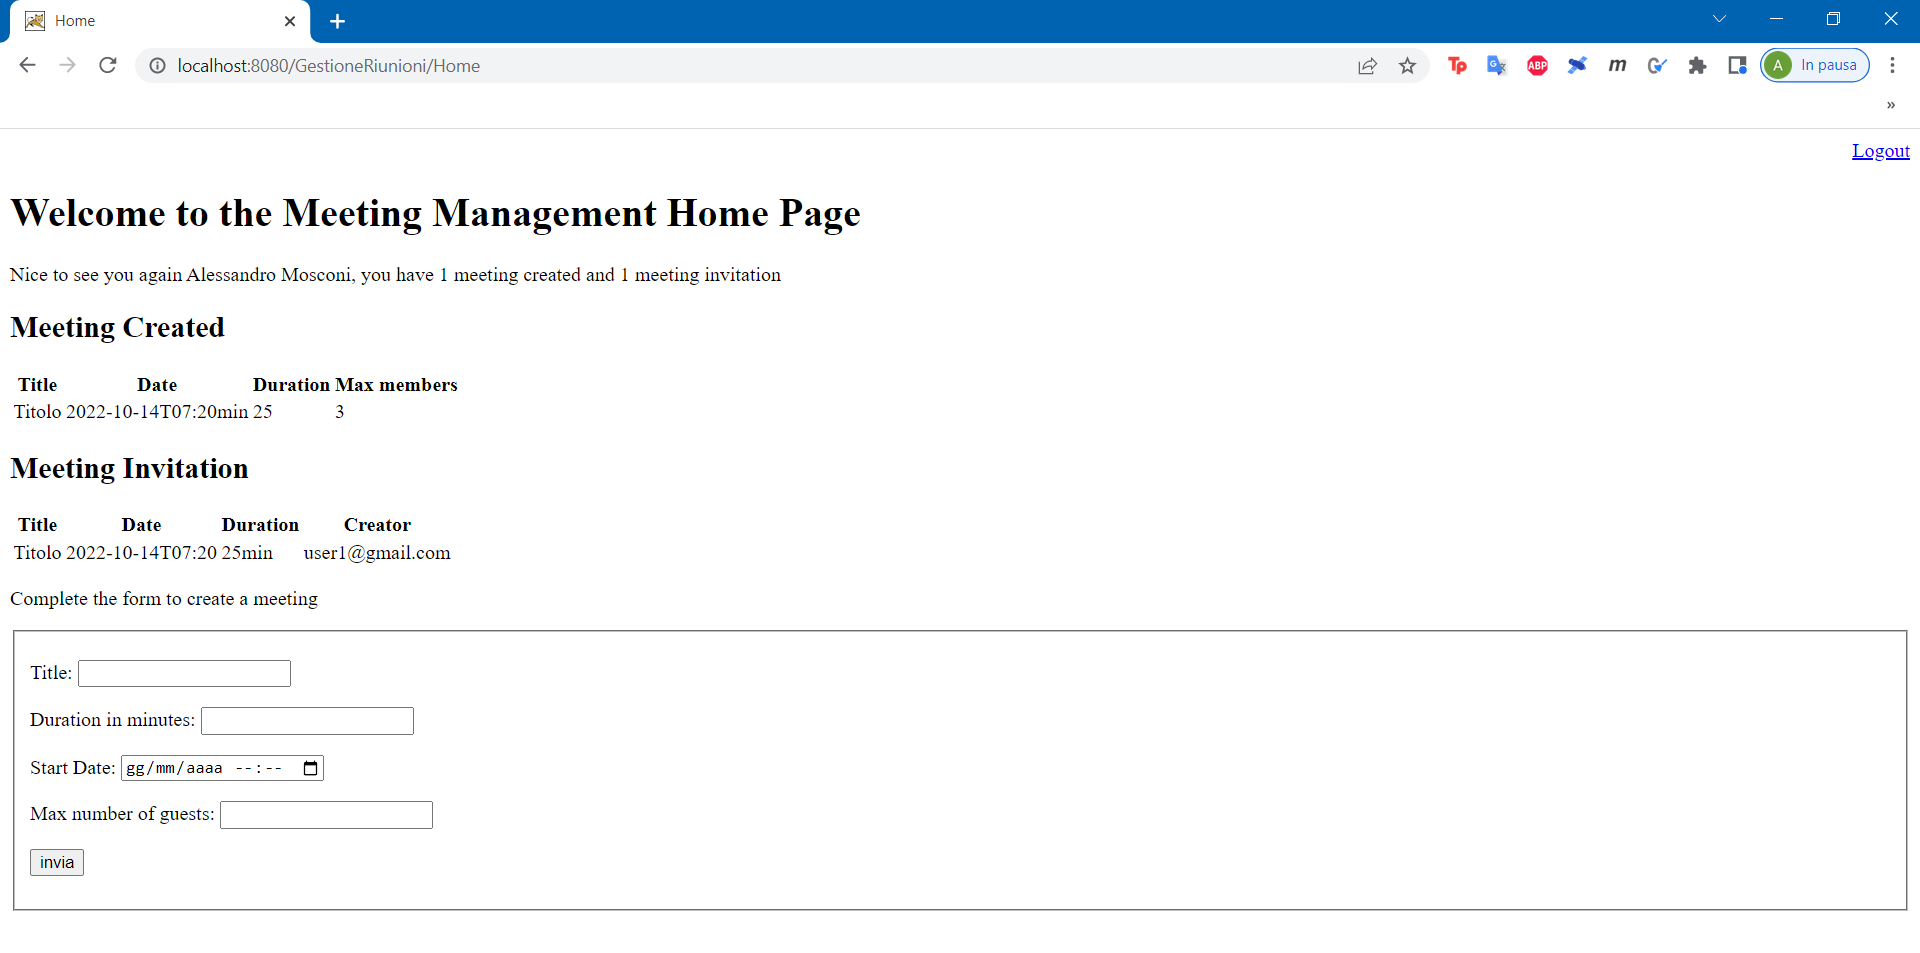 Home
localhost:8080/GestioneRiunioni/Home
Tp
G
ABP
m
A In pausa
»
Logout
Welcome to the Meeting Management Home Page
Nice to see you again Alessandro Mosconi, you have 1 meeting created and 1 meeting invitation
Meeting Created
Title Date Duration Max members
Titolo 2022-10-14T07:20min 25 3
Meeting Invitation
Title Date Duration Creator
Titolo 2022-10-14T07:20 25min user1@gmail.com
Complete the form to create a meeting
Title:
Duration in minutes:
Start Date: gg/mm/aaaa --:--
Max number of guests:
invia